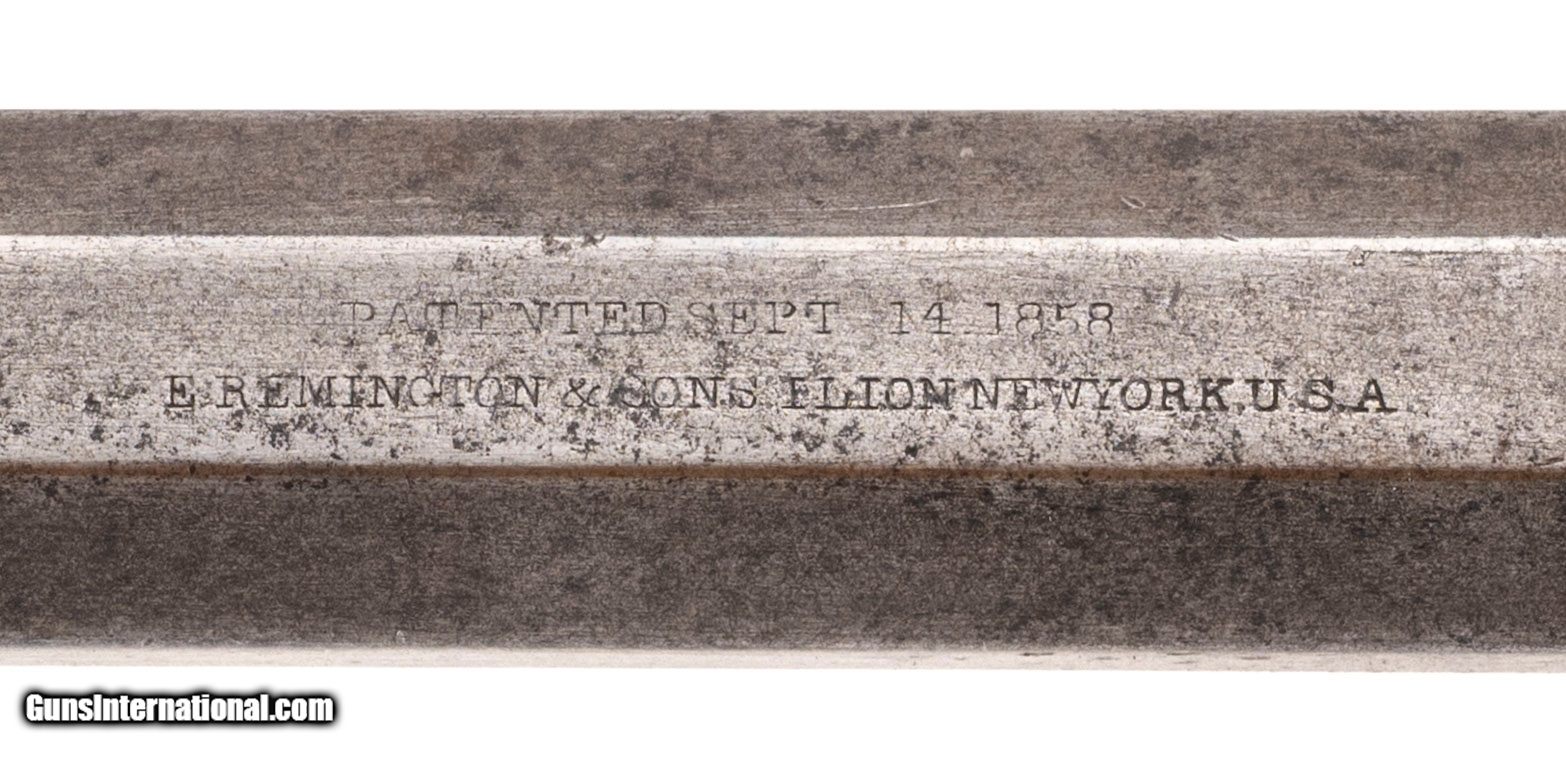 PATENTED SEPT 14 1858
E. REMINGTON & SONS ILION NEW YORK. U.S.A
GunsInternational.com